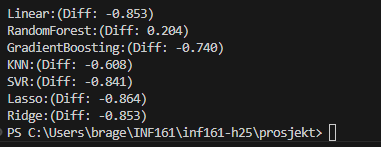 Linear:(Diff: -0.853)
RandomForest:(Diff: 0.204)
GradientBoosting:(Diff: -0.740)
KNN:(Diff: -0.608)
SVR:(Diff: -0.841)
Lasso:(Diff: -0.864)
Ridge:(Diff: -0.853)
PS C:\Users\brage\INF161\inf161-h25\prosjekt>